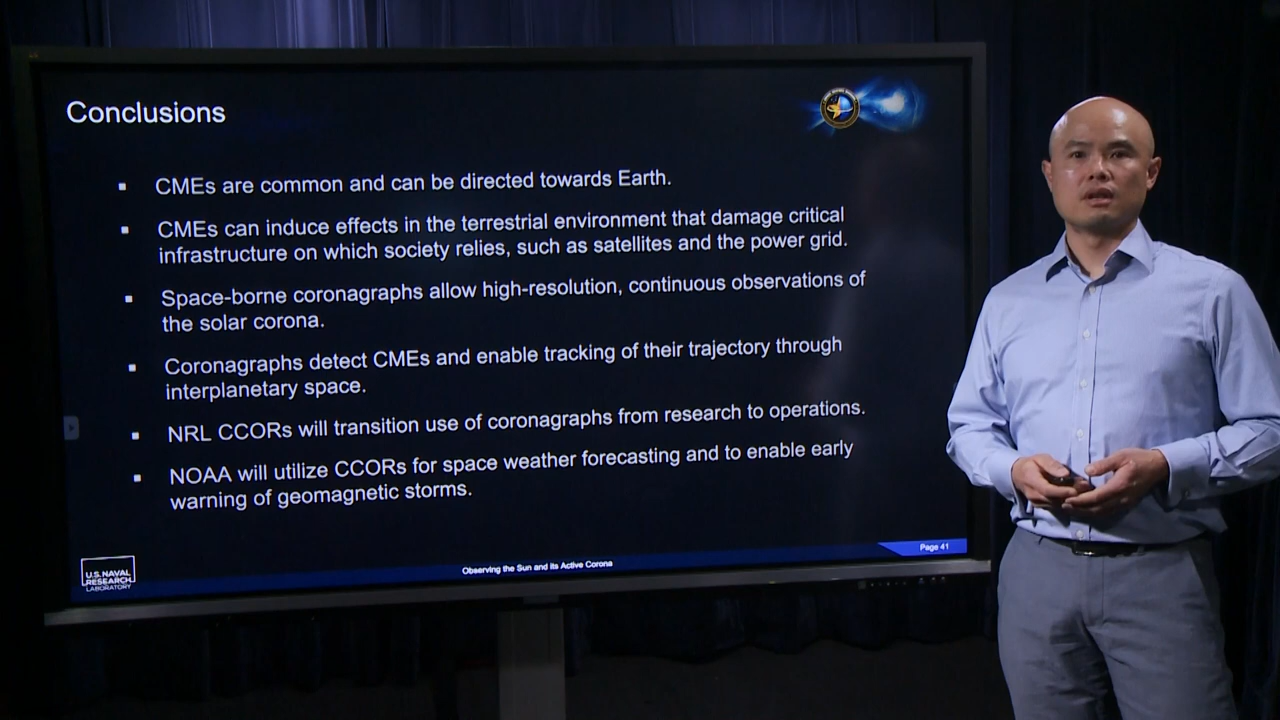 Conclusions
▪ CMEs are common and can be directed towards Earth.
▪ CMEs can induce effects in the terrestrial environment that damage critical
infrastructure on which society relies, such as satellites and the power grid.
▪ Space-borne coronagraphs allow high-resolution, continuous observations of
the solar corona.
▪ Coronagraphs detect CMEs and enable tracking of their trajectory through
interplanetary space.
▪ NRL CCORs will transition use of coronagraphs from research to operations.
▪ NOAA will utilize CCORs for space weather forecasting and to enable early
warning of geomagnetic storms.
Page 41
U.S. NAVAL
RESEARCH
LABORATORY
Observing the Sun and its Active Corona